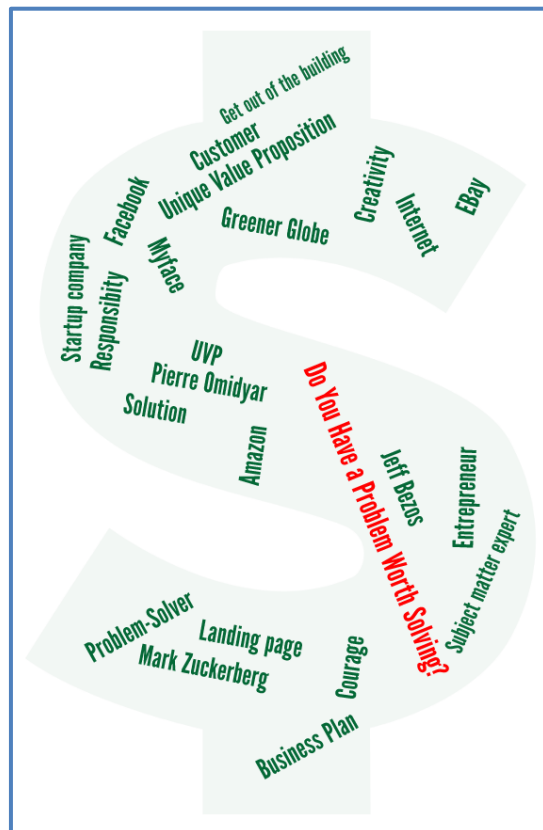 Get out of the building
Customer
Unique Value Proposition
Creativity
EBay
Facebook
Internet
Greener Globe
Myface
Startup company
Responsibity
UVP
Pierre Omidyar
Solution
Do You Have a Problem Worth Solving?
Amazon
Jeff Bezos
Entrepreneur
Subject matter expert
Problem-Solver
Landing page
Mark Zuckerberg
Courage
Business Plan